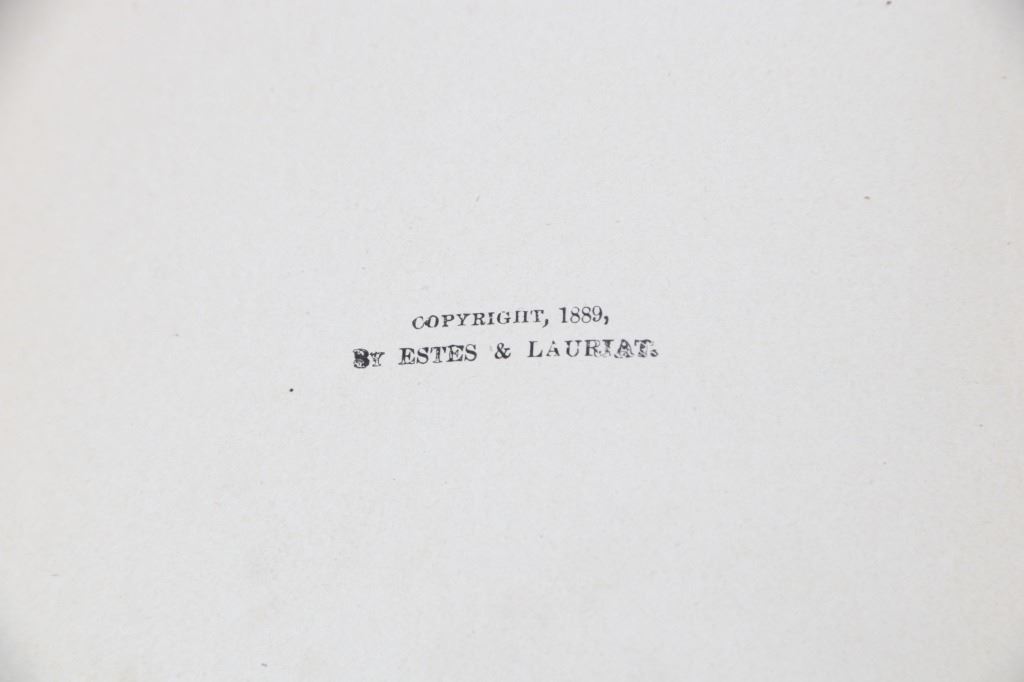 COPYRIGHT, 1889,
BY ESTES & LAURIAT.